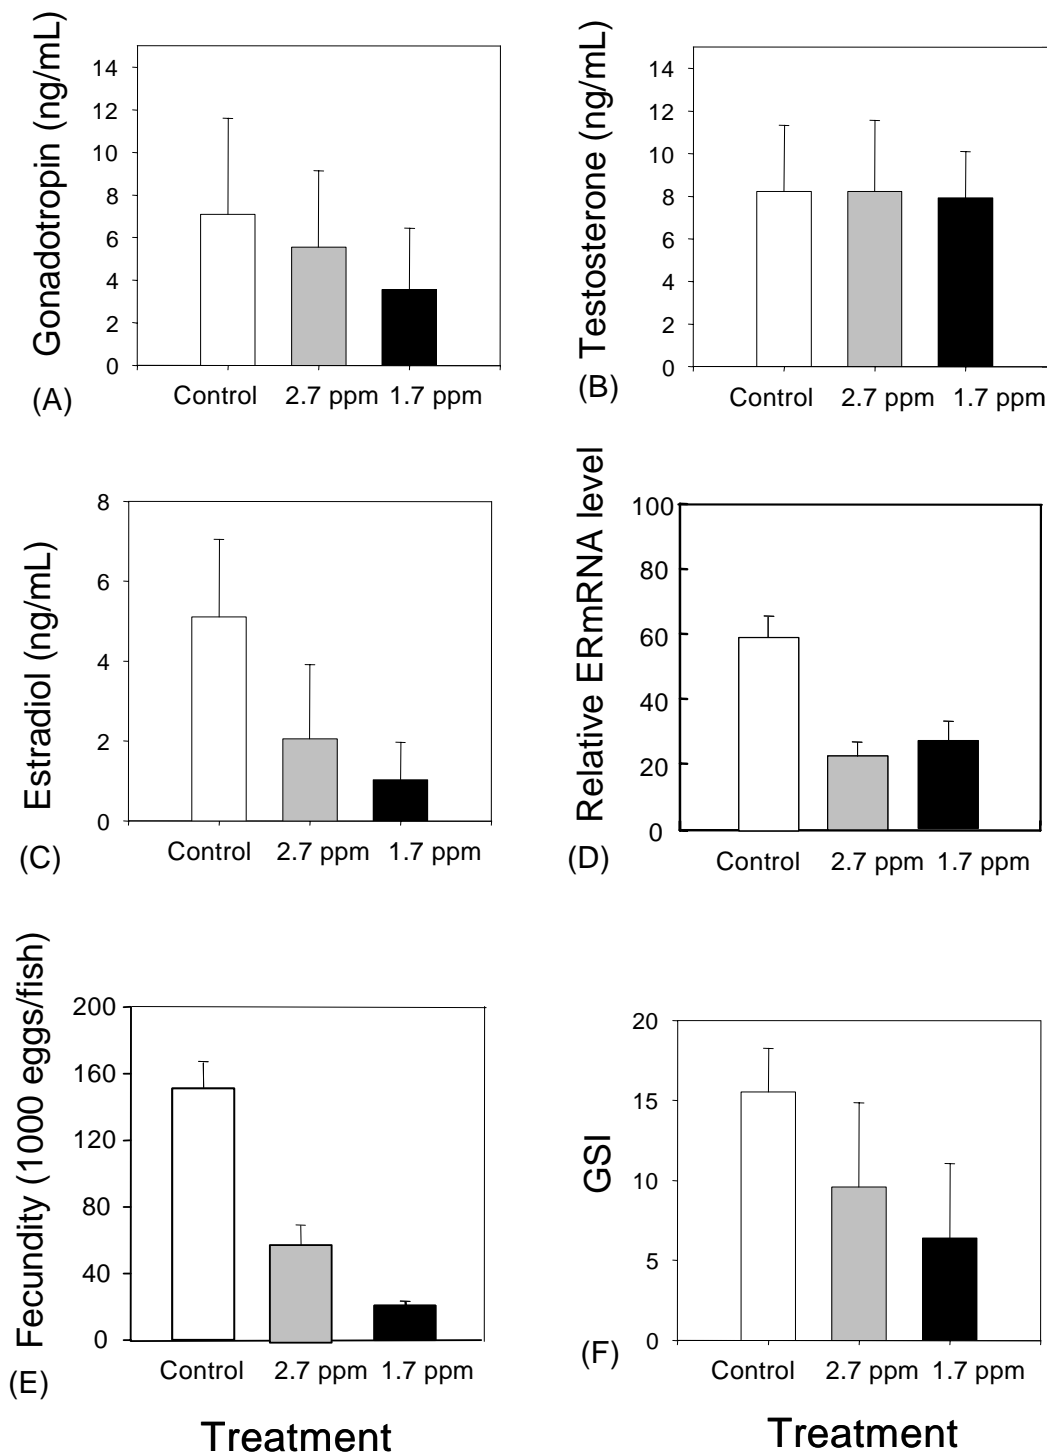 Gonadotropin (ng/mL)
14
12
10
8
6
4
2
0
Control 2.7 ppm 1.7 ppm
(A)
Testosterone (ng/mL)
14
12
10
8
6
4
2
0
Control 2.7 ppm 1.7 ppm
(B)
Estradiol (ng/mL)
8
6
4
2
0
Control 2.7 ppm 1.7 ppm
(C)
Relative ERmRNA level
100
80
60
40
20
0
Control 2.7 ppm 1.7 ppm
(D)
Fecundity (1000 eggs/fish)
200
160
120
80
40
0
Control 2.7 ppm 1.7 ppm
(E)
Treatment
GSI
20
15
10
5
0
Control 2.7 ppm 1.7 ppm
(F)
Treatment